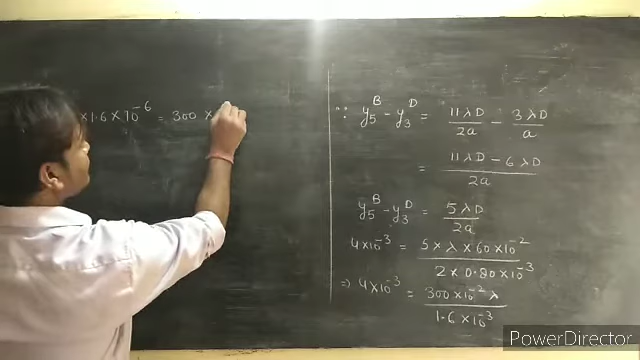 ×1.6×10⁻⁶ = 300 ×
∵ y₅ᴮ - y₃ᴰ = 11λD/2a - 3λD/a
= 11λD - 6λD/2a
y₅ᴮ - y₃ᴰ = 5λD/2a
4×10⁻³ = 5×λ×60×10⁻²/2×0.80×10⁻³
⇒ 4×10⁻³ = 300×10⁻²λ/1.6×10⁻³
PowerDirector